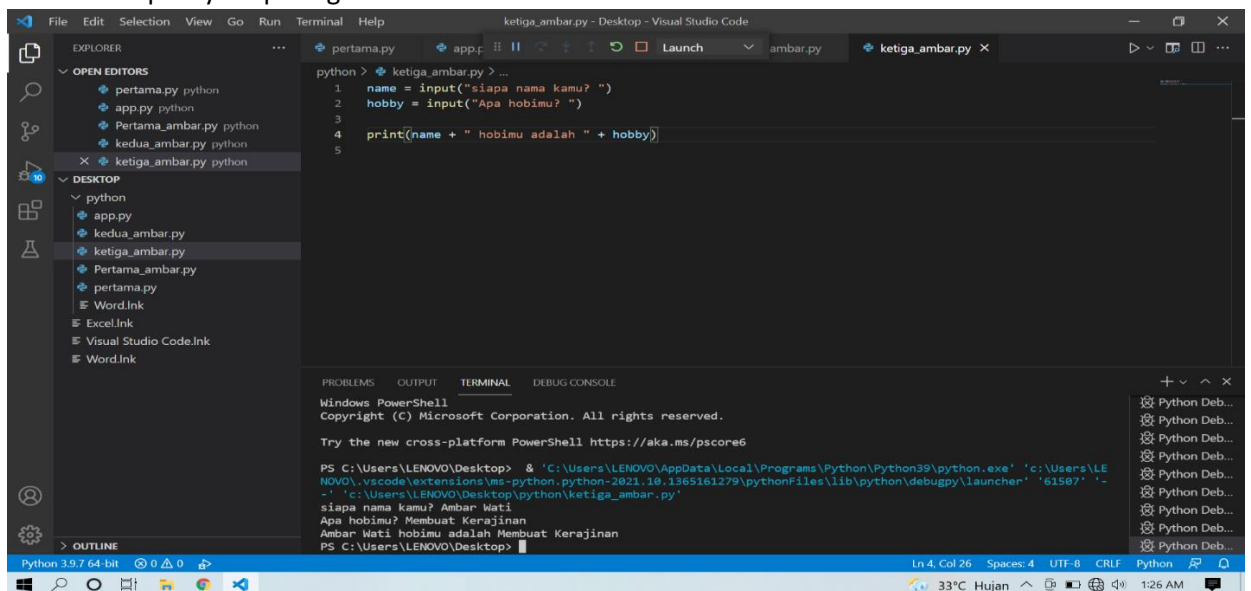 File Edit Selection View Go Run Terminal Help
ketiga_ambar.py - Desktop - Visual Studio Code
EXPLORER
OPEN EDITORS
pertama.py python
app.py python
Pertama_ambar.py python
kedua_ambar.py python
ketiga_ambar.py python
DESKTOP
python
app.py
kedua_ambar.py
ketiga_ambar.py
Pertama_ambar.py
pertama.py
Word.lnk
Excel.lnk
Visual Studio Code.lnk
Word.lnk
OUTLINE
10
pertama.py app.p Launch ambar.py ketiga_ambar.py
python > ketiga_ambar.py > ...
1 name = input("siapa nama kamu? ")
2 hobby = input("Apa hobimu? ")
3
4 print(name + " hobimu adalah " + hobby)
5
PROBLEMS OUTPUT TERMINAL DEBUG CONSOLE
Windows PowerShell
Copyright (C) Microsoft Corporation. All rights reserved.
Try the new cross-platform PowerShell https://aka.ms/pscore6
PS C:\Users\LENOVO\Desktop> & 'C:\Users\LENOVO\AppData\Local\Programs\Python\Python39\python.exe' 'c:\Users\LE
NOVO\.vscode\extensions\ms-python.python-2021.10.1365161279\pythonFiles\lib\python\debugpy\launcher' '61507' '-
-' 'c:\Users\LENOVO\Desktop\python\ketiga_ambar.py'
siapa nama kamu? Ambar Wati
Apa hobimu? Membuat Kerajinan
Ambar Wati hobimu adalah Membuat Kerajinan
PS C:\Users\LENOVO\Desktop>
Python Deb...
Python Deb...
Python Deb...
Python Deb...
Python Deb...
Python Deb...
Python Deb...
Python Deb...
Python Deb...
Python 3.9.7 64-bit 0 0
Ln 4, Col 26 Spaces: 4 UTF-8 CRLF Python
33°C Hujan 1:26 AM